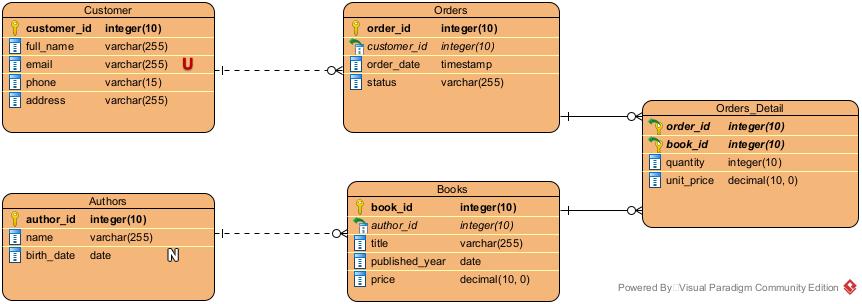 Customer
customer_id integer(10)
full_name varchar(255)
email varchar(255) U
phone varchar(15)
address varchar(255)
Orders
order_id integer(10)
customer_id integer(10)
order_date timestamp
status varchar(255)
Orders_Detail
order_id integer(10)
book_id integer(10)
quantity integer(10)
unit_price decimal(10, 0)
Authors
author_id integer(10)
name varchar(255)
birth_date date N
Books
book_id integer(10)
author_id integer(10)
title varchar(255)
published_year date
price decimal(10, 0)
Powered By Visual Paradigm Community Edition